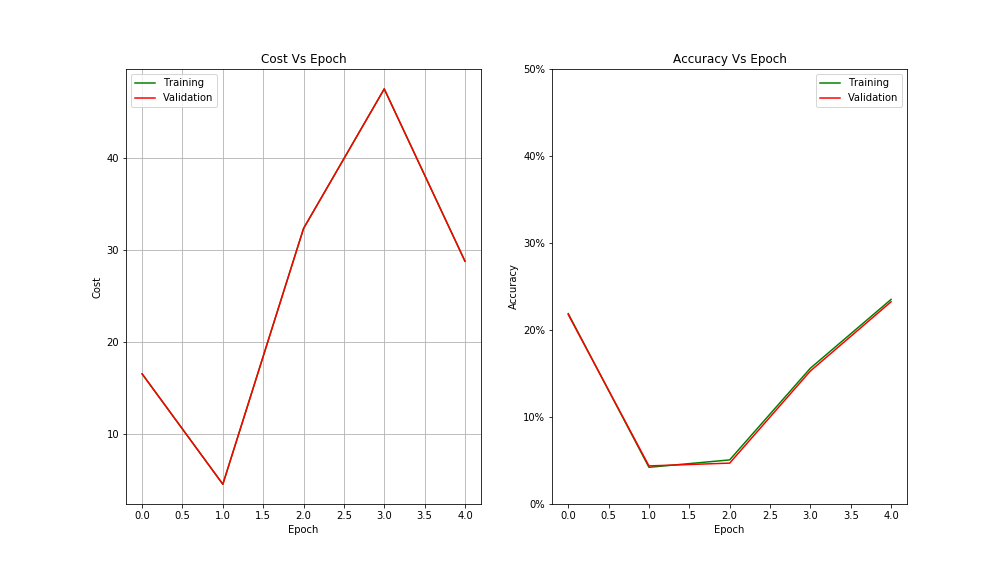 Cost Vs Epoch
Training
Validation
40
30
20
10
Cost
0.0 0.5 1.0 1.5 2.0 2.5 3.0 3.5 4.0
Epoch
Accuracy Vs Epoch
Training
Validation
50%
40%
30%
20%
10%
0%
Accuracy
0.0 0.5 1.0 1.5 2.0 2.5 3.0 3.5 4.0
Epoch